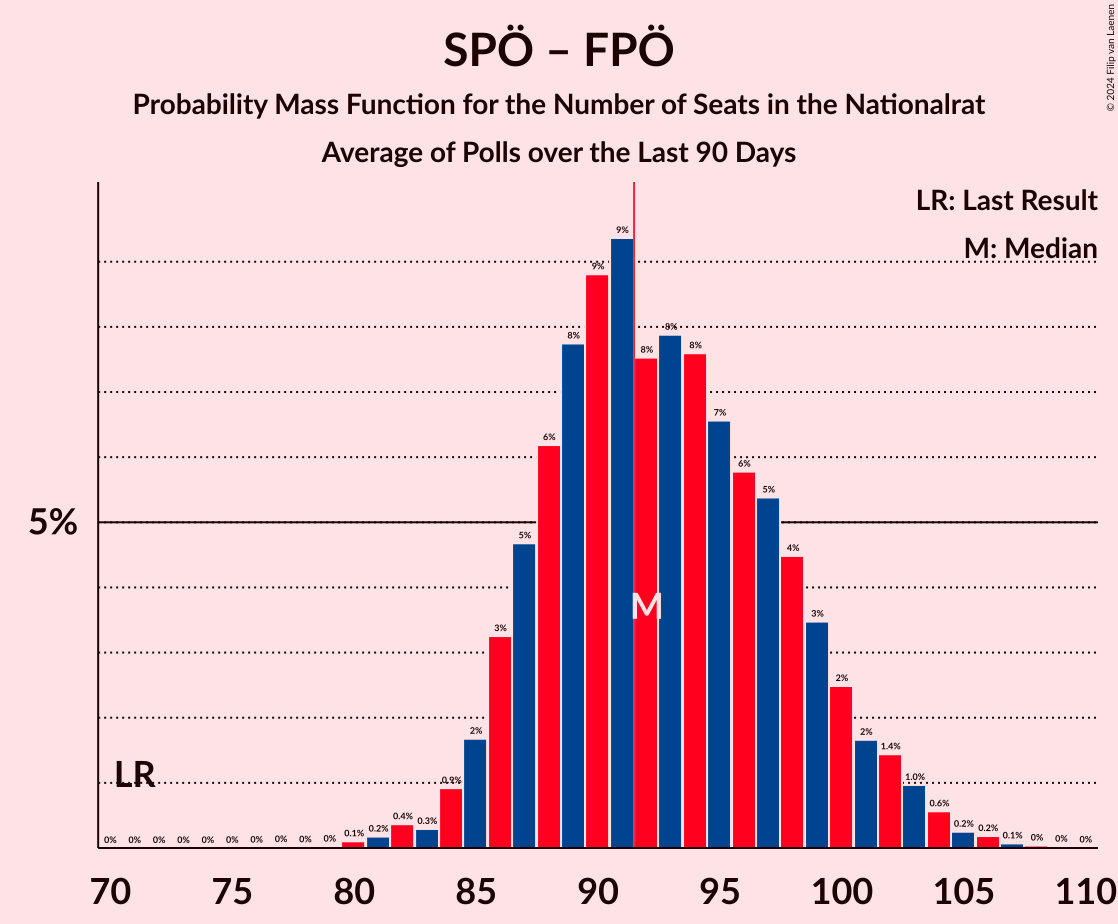 SPÖ – FPÖ
Probability Mass Function for the Number of Seats in the Nationalrat
Average of Polls over the Last 90 Days
© 2024 Filip van Laenen
LR: Last Result
M: Median
5%
LR
M
0% 0% 0% 0% 0% 0% 0% 0% 0% 0% 0.1% 0.2% 0.4% 0.3% 0.9% 2% 3% 5% 6% 8% 9% 9% 8% 8% 8% 7% 6% 5% 4% 3% 2% 2% 1.4% 1.0% 0.6% 0.2% 0.2% 0.1% 0% 0% 0%
70 75 80 85 90 95 100 105 110